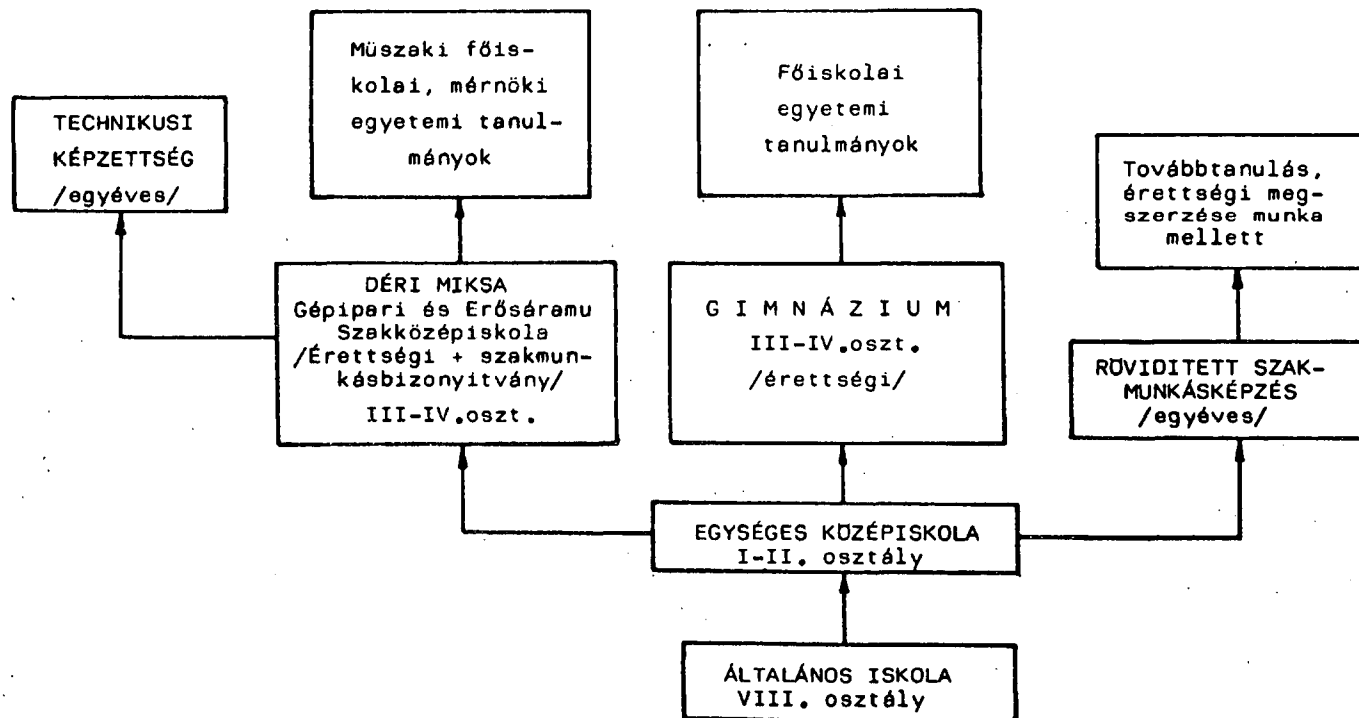 Müszaki főis-
kolai, mérnöki
egyetemi tanul-
mányok
Főiskolai
egyetemi
tanulmányok
TECHNIKUSI
KÉPZETTSÉG
/egyéves/
Továbbtanulás,
érettségi meg-
szerzése munka
mellett
DÉRI MIKSA
Gépipari és Erősáramu
Szakközépiskola
/Érettségi + szakmun-
kásbizonyitvány/
III-IV.oszt.
G I M N Á Z I U M
III-IV.oszt.
/érettségi/
RÖVIDITETT SZAK-
MUNKÁSKÉPZÉS
/egyéves/
EGYSÉGES KÖZÉPISKOLA
I-II. osztály
ÁLTALÁNOS ISKOLA
VIII. osztály